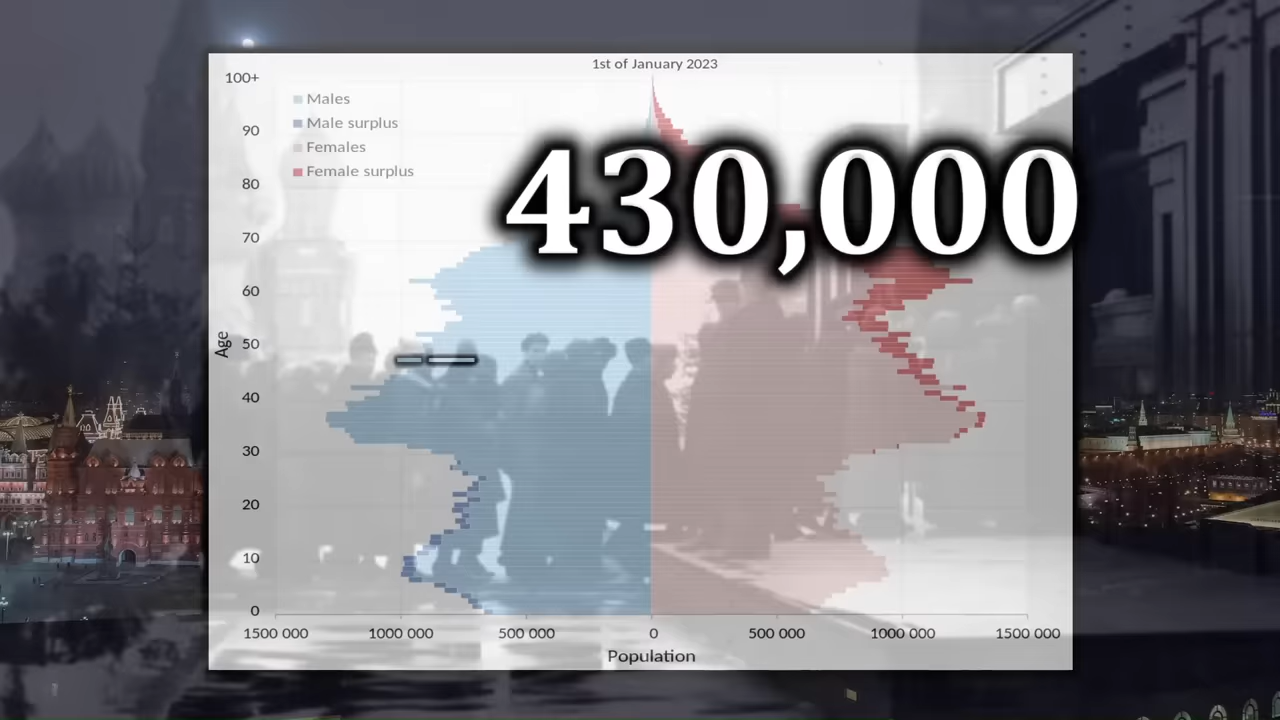 1st of January 2023
100+
Males
Male surplus
Females
Female surplus
430,000
90
80
70
60
50
40
30
20
10
0
Age
1500 000 1000 000 500 000 0 500 000 1000 000 1500 000
Population